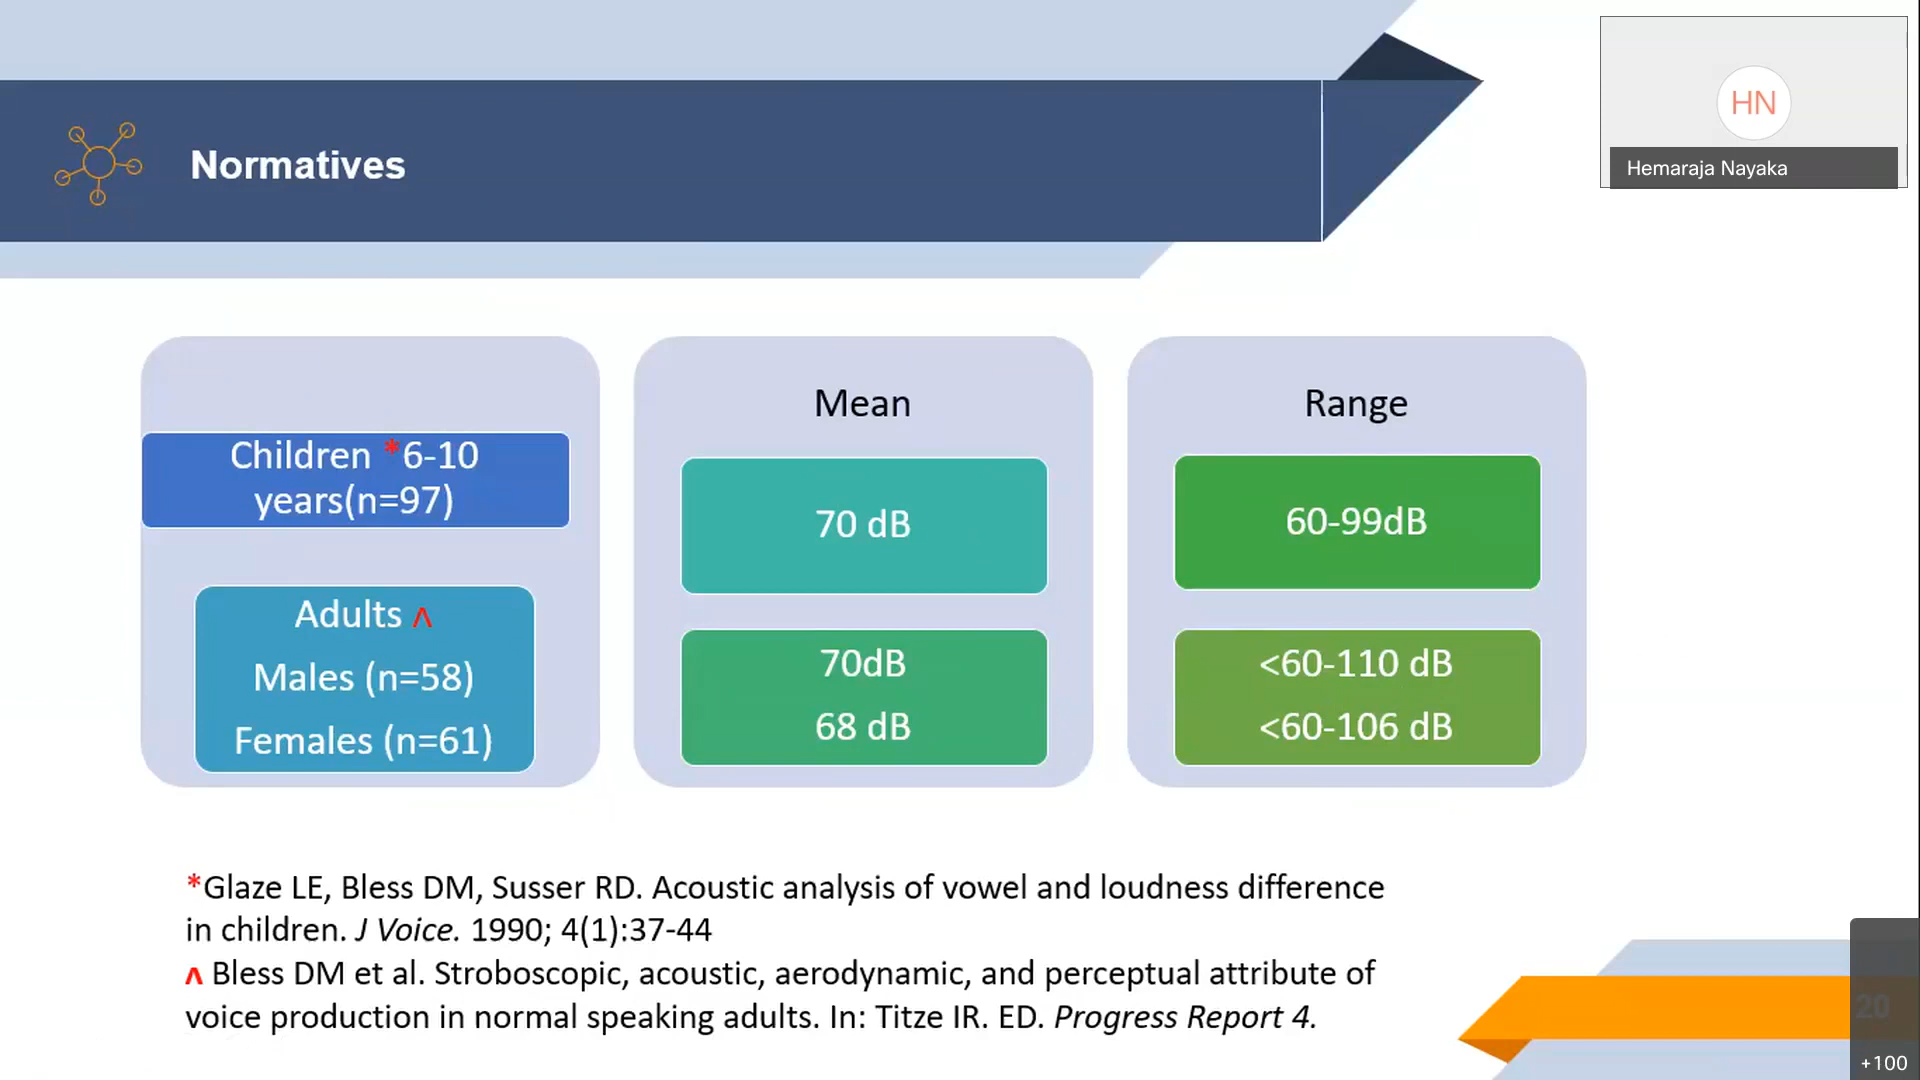 HN
Hemaraja Nayaka
Normatives
Children *6-10
years(n=97)
Adults ʌ
Males (n=58)
Females (n=61)
Mean
70 dB
70dB
68 dB
Range
60-99dB
<60-110 dB
<60-106 dB
*Glaze LE, Bless DM, Susser RD. Acoustic analysis of vowel and loudness difference
in children. J Voice. 1990; 4(1):37-44
ʌ Bless DM et al. Stroboscopic, acoustic, aerodynamic, and perceptual attribute of
voice production in normal speaking adults. In: Titze IR. ED. Progress Report 4.
20
+100